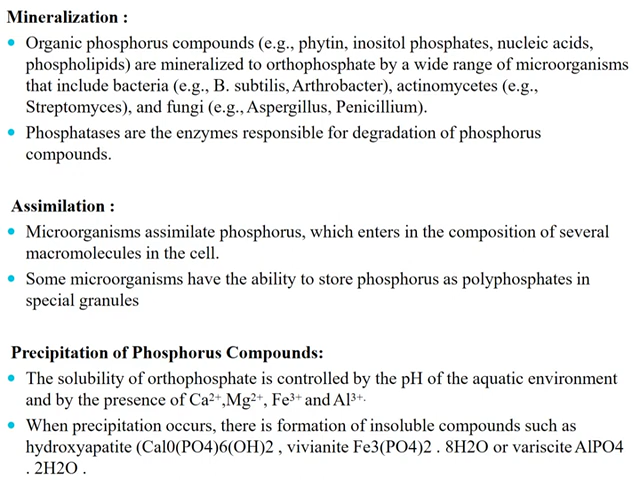 Mineralization :
• Organic phosphorus compounds (e.g., phytin, inositol phosphates, nucleic acids,
phospholipids) are mineralized to orthophosphate by a wide range of microorganisms
that include bacteria (e.g., B. subtilis, Arthrobacter), actinomycetes (e.g.,
Streptomyces), and fungi (e.g., Aspergillus, Penicillium).
• Phosphatases are the enzymes responsible for degradation of phosphorus
compounds.
Assimilation :
• Microorganisms assimilate phosphorus, which enters in the composition of several
macromolecules in the cell.
• Some microorganisms have the ability to store phosphorus as polyphosphates in
special granules
Precipitation of Phosphorus Compounds:
• The solubility of orthophosphate is controlled by the pH of the aquatic environment
and by the presence of Ca²⁺,Mg²⁺, Fe³⁺ and Al³⁺.
• When precipitation occurs, there is formation of insoluble compounds such as
hydroxyapatite (Cal0(PO4)6(OH)2 , vivianite Fe3(PO4)2 . 8H2O or variscite AlPO4
. 2H2O .